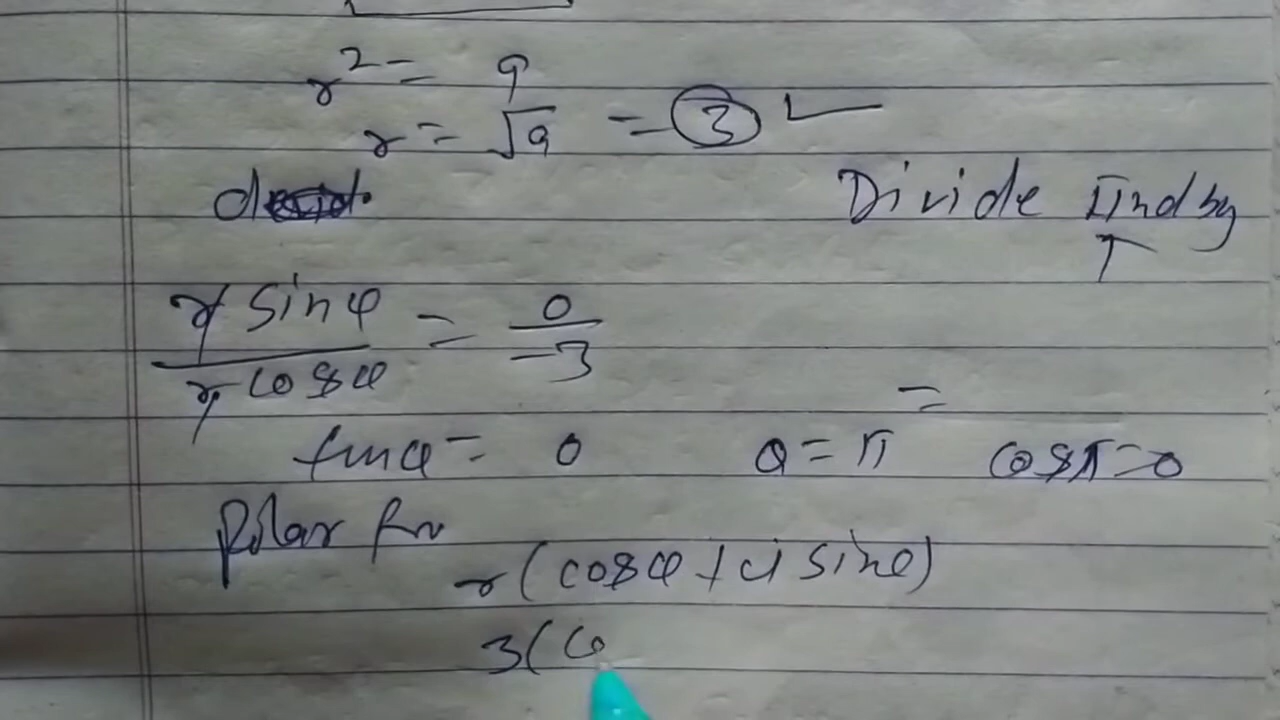 r² = 9
r = √9 = 3
Divide IInd by I
r sinθ / r cosθ = 0 / -3
tanθ = 0 θ = π = cosπ = 0
Polar fm
r(cosθ + i sinθ)
3(Co